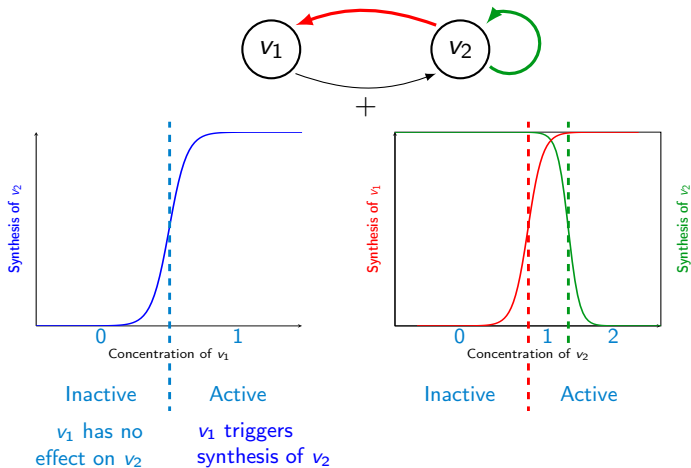 v₁
v₂
+
Synthesis of v₂
0
1
Concentration of v₁
Inactive
Active
v₁ has no
effect on v₂
v₁ triggers
synthesis of v₂
Synthesis of v₁
Synthesis of v₂
0
1
2
Concentration of v₂
Inactive
Active